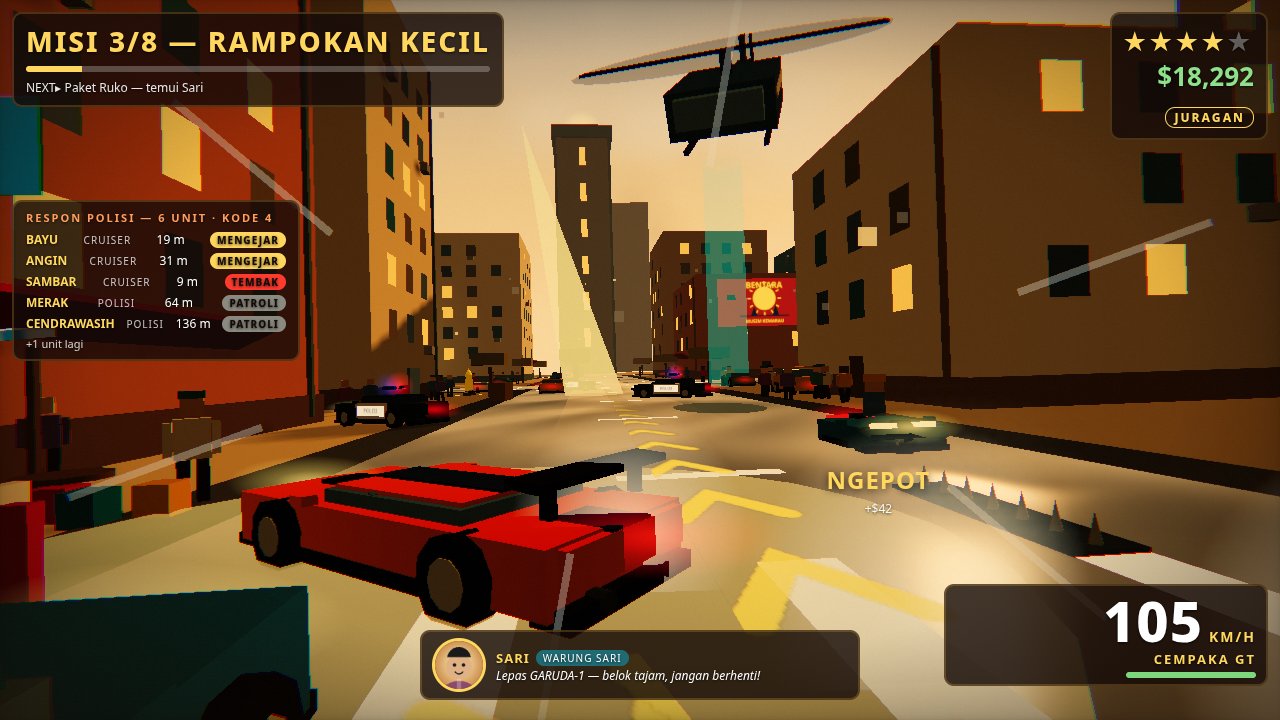 MISI 3/8 — RAMPOKAN KECIL
NEXT▸ Paket Ruko — temui Sari
$18,292
JURAGAN
RESPON POLISI — 6 UNIT · KODE 4
BAYU CRUISER 19 m MENGEJAR
ANGIN CRUISER 31 m MENGEJAR
SAMBAR CRUISER 9 m TEMBAK
MERAK POLISI 64 m PATROLI
CENDRAWASIH POLISI 136 m PATROLI
+1 unit lagi
BENTARA
MUSIM KEMARAU
POLISI
POLISI
NGEPOT
+$42
105 KM/H
CEMPAKA GT
SARI WARUNG SARI
Lepas GARUDA-1 — belok tajam, jangan berhenti!